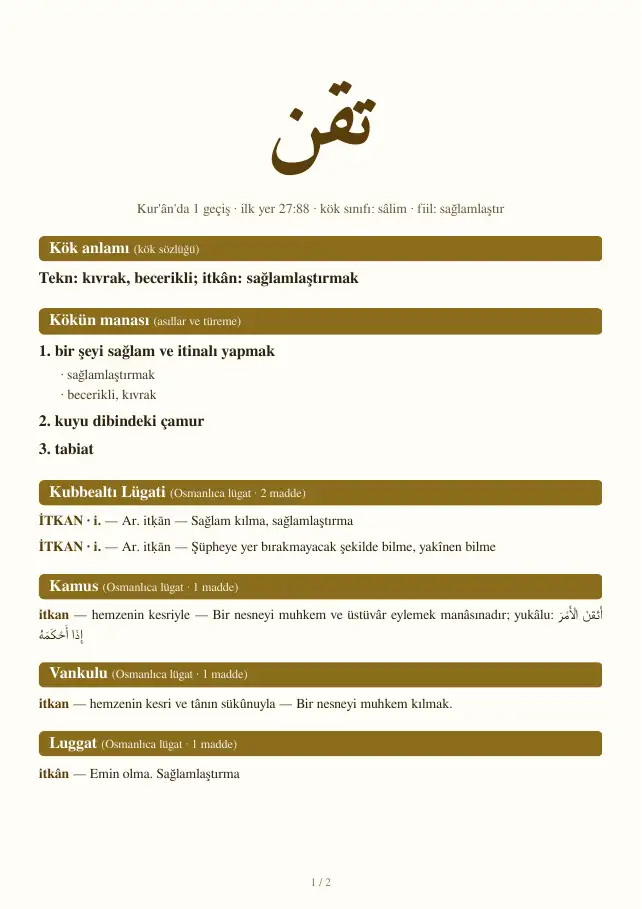 تقن
Kur'ân'da 1 geçiş · ilk yer 27:88 · kök sınıfı: sâlim · fiil: sağlamlaştır
Kök anlamı (kök sözlüğü)
Tekn: kıvrak, becerikli; itkân: sağlamlaştırmak
Kökün manası (asıllar ve türeme)
1. bir şeyi sağlam ve itinalı yapmak
· sağlamlaştırmak
· becerikli, kıvrak
2. kuyu dibindeki çamur
3. tabiat
Kubbealtı Lügati (Osmanlıca lügat · 2 madde)
İTKAN · i. — Ar. itḳān — Sağlam kılma, sağlamlaştırma
İTKAN · i. — Ar. itḳān — Şüpheye yer bırakmayacak şekilde bilme, yakînen bilme
Kamus (Osmanlıca lügat · 1 madde)
itkan — hemzenin kesriyle — Bir nesneyi muhkem ve üstüvâr eylemek manâsınadır; yukâlu: أَتْقَنْ الْأَمْرَ
إِذَا أَحْكَمَهُ
Vankulu (Osmanlıca lügat · 1 madde)
itkan — hemzenin kesri ve tânın sükûnuyla — Bir nesneyi muhkem kılmak.
Luggat (Osmanlıca lügat · 1 madde)
itkân — Emin olma. Sağlamlaştırma
1 / 2